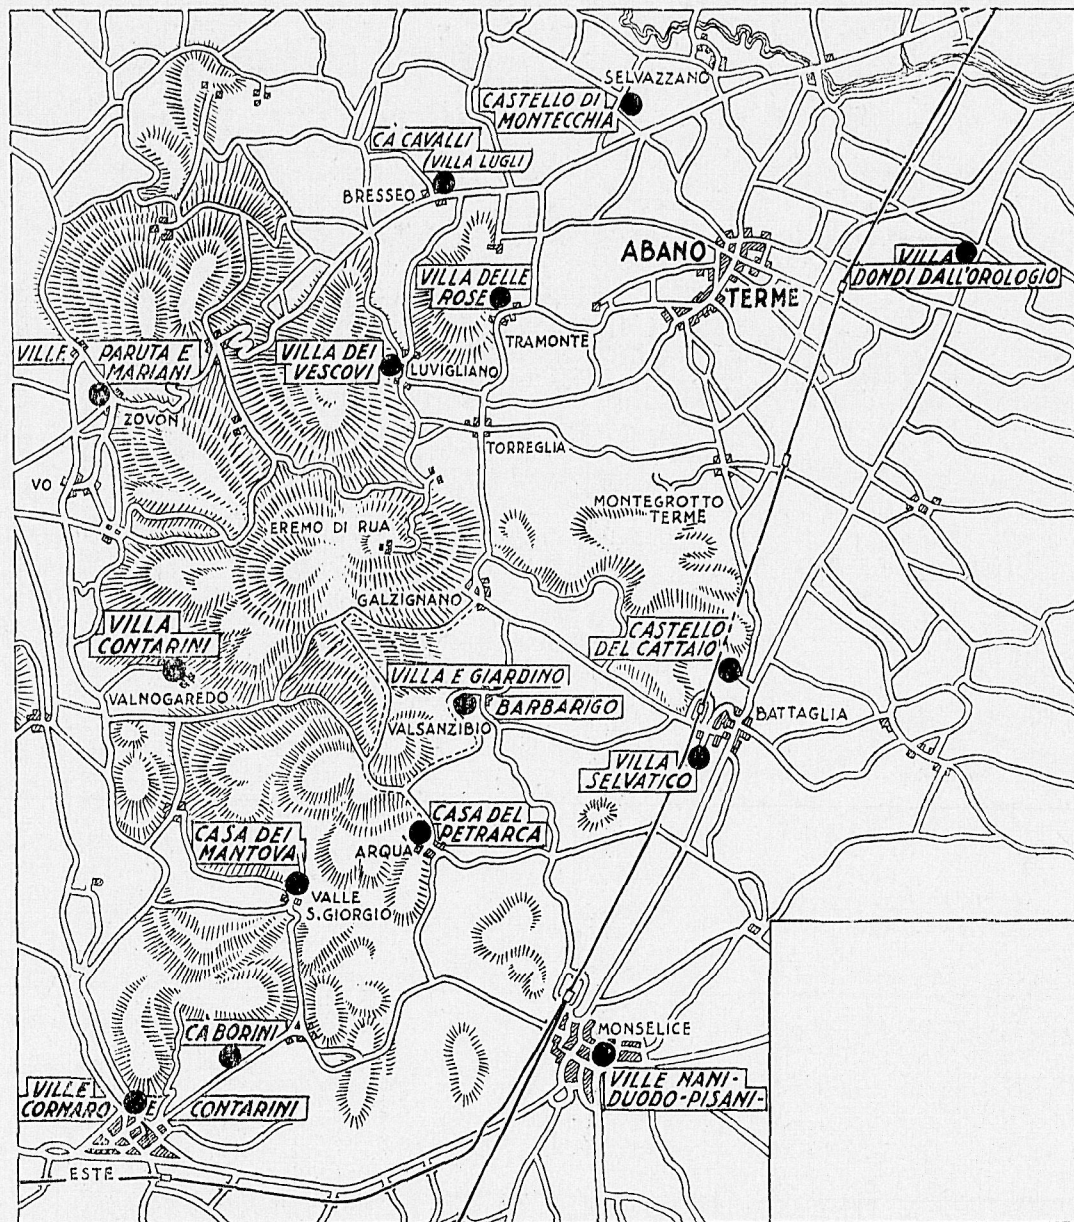 SELVAZZANO
CASTELLO DI
MONTECCHIA
CÀ CAVALLI
(VILLA LUGLI)
BRESSEO
ABANO
TERME
VILLA
DONDI DALL'OROLOGIO
VILLA DELLE
ROSE
TRAMONTE
VILLE PARUTA E
MARIANI
ZOVON
VILLA DEI
VESCOVI
LUVIGLIANO
TORREGLIA
VO
MONTEGROTTO
TERME
EREMO DI RUA
GALZIGNANO
VILLA
CONTARINI
VALNOGAREDO
CASTELLO
DEL CATTAIO
VILLA E GIARDINO
BARBARIGO
VALSANZIBIO
BATTAGLIA
VILLA
SELVATICO
CASA DEL
PETRARCA
ARQUÀ
CASA DEI
MANTOVA
VALLE
S.GIORGIO
CA BORINI
MONSELICE
VILLE NANI-
DUODO-PISANI-
VILLE
CORNARO E CONTARINI
ESTE